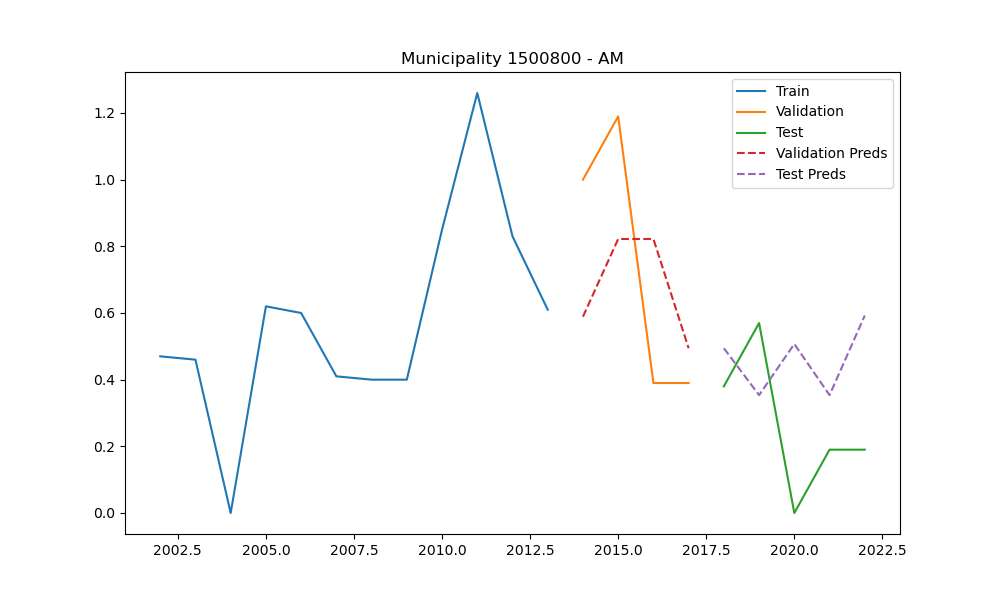 Municipality 1500800 - AM
Train
Validation
Test
Validation Preds
Test Preds
1.2
1.0
0.8
0.6
0.4
0.2
0.0
2002.5 2005.0 2007.5 2010.0 2012.5 2015.0 2017.5 2020.0 2022.5